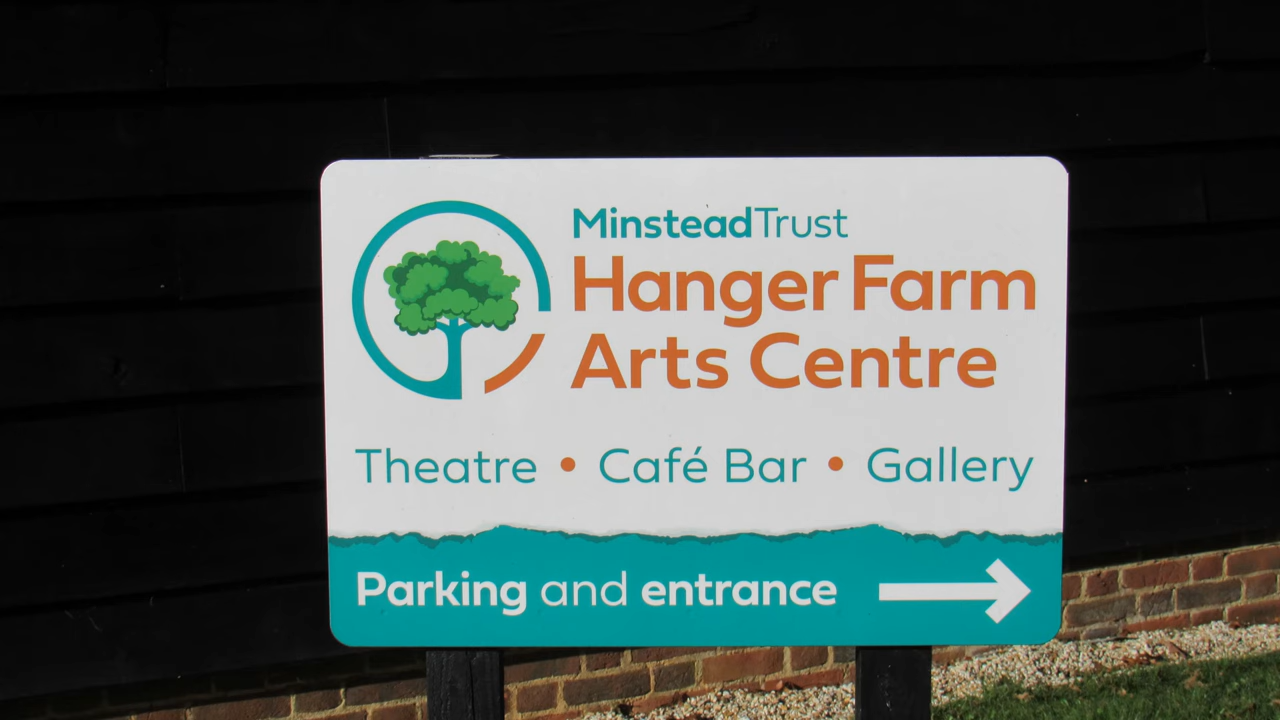 MinsteadTrust
Hanger Farm
Arts Centre
Theatre • Café Bar • Gallery
Parking and entrance